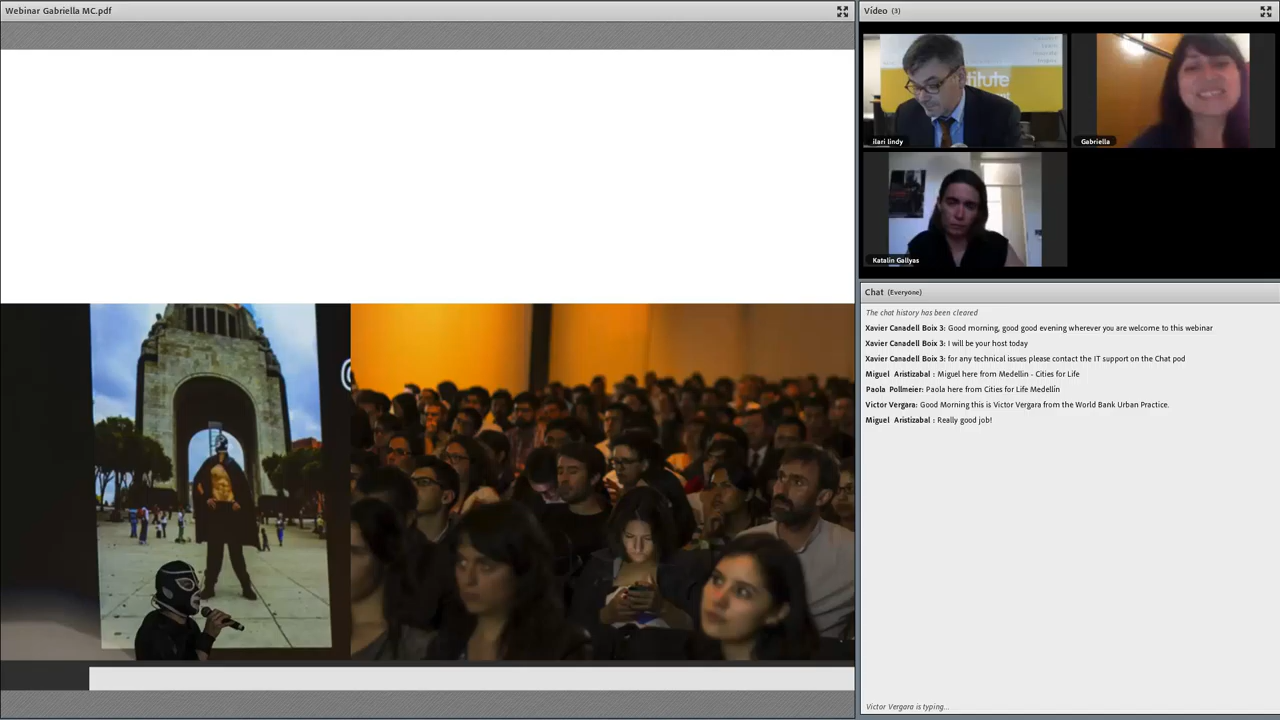 Webinar Gabriella MC.pdf
Vídeo (3)
stitute
ilari lindy
Gabriella
Katalin Gallyas
Chat (Everyone)
The chat history has been cleared
Xavier Canadell Boix 3: Good morning, good good evening wherever you are welcome to this webinar
Xavier Canadell Boix 3: I will be your host today
Xavier Canadell Boix 3: for any technical issues please contact the IT support on the Chat pod
Miguel Aristizabal : Miguel here from Medellin - Cities for Life
Paola Pollmeier: Paola here from Cities for Life Medellín
Victor Vergara: Good Morning this is Victor Vergara from the World Bank Urban Practice.
Miguel Aristizabal : Really good job!
Victor Vergara is typing...